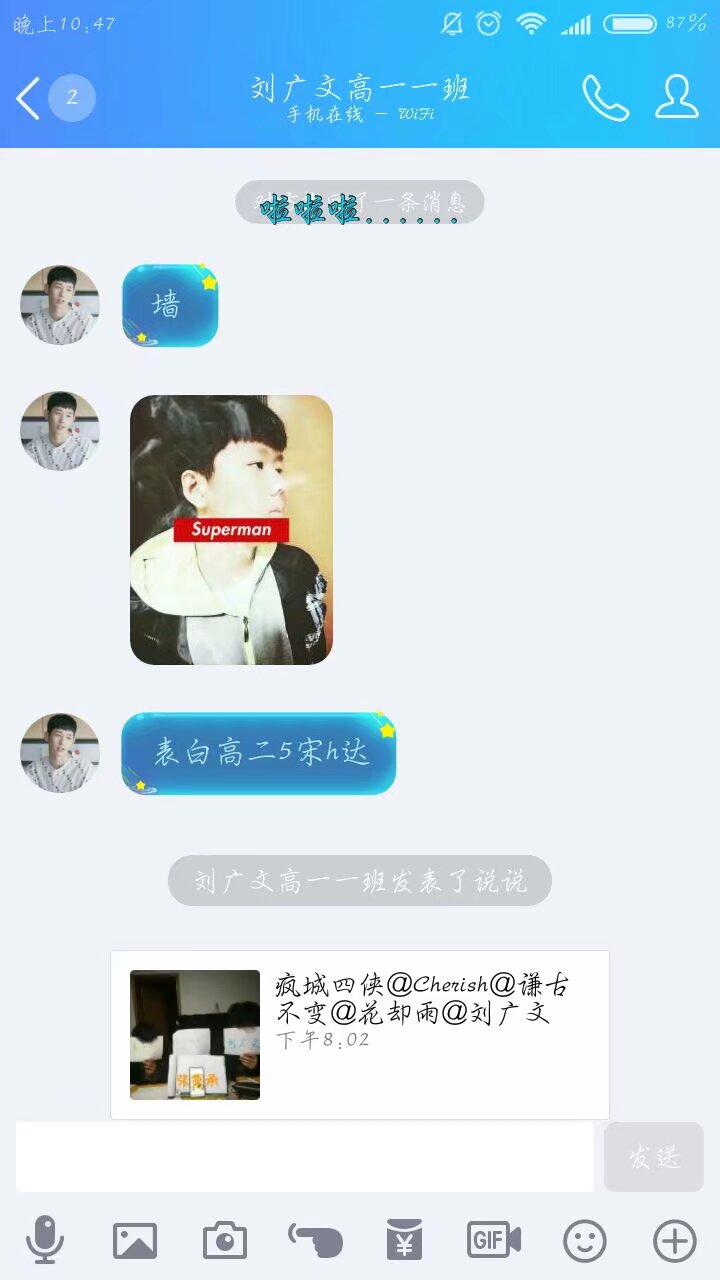 晚上10:47
87%
2
刘广文高一一班
手机在线 - WiFi
了一条消息
啦啦啦......
墙
Superman
表白高二5宋h达
刘广文高一一班发表了说说
疯城四侠@Cherish@谦古
不变@花却雨@刘广文
下午8:02
发送
GIF